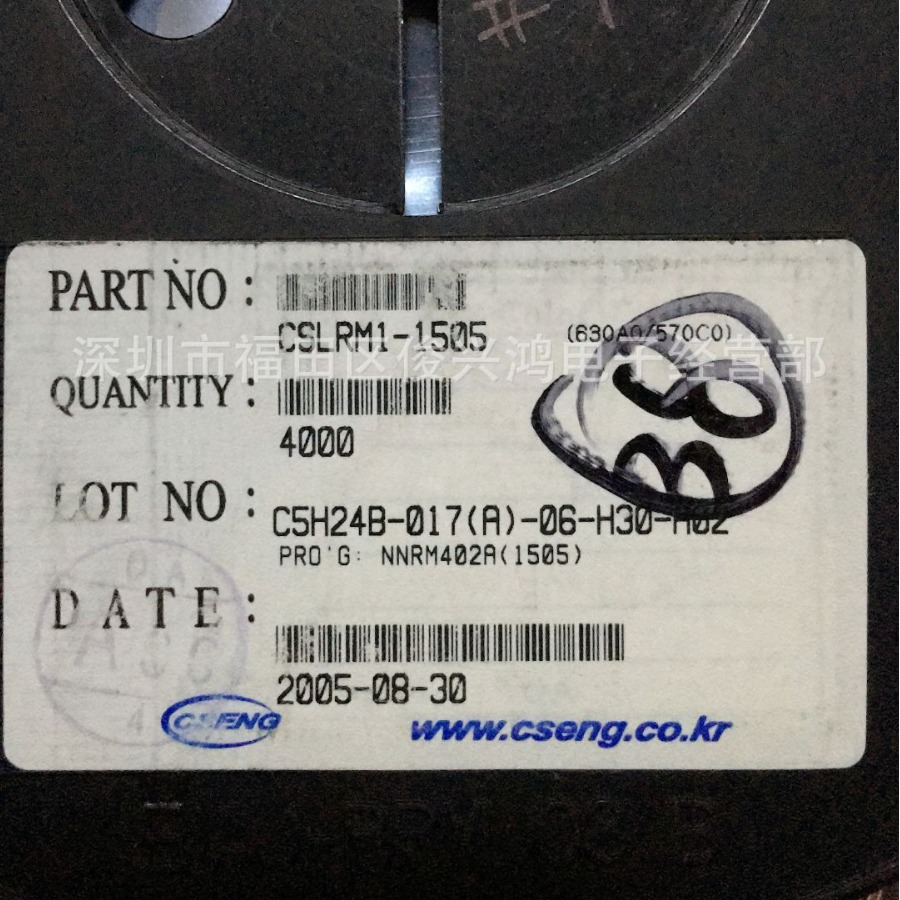 #
PART NO :
CSLRM1-1505 (630A0/570C0)
深圳市福田区俊兴鸿电子经营部
QUANTITY :
4000
LOT NO :
C5H24B-017(A)-06-H30-H02
PRO'G: NNRM402A(1505)
DATE :
2005-08-30
CSENG www.cseng.co.kr